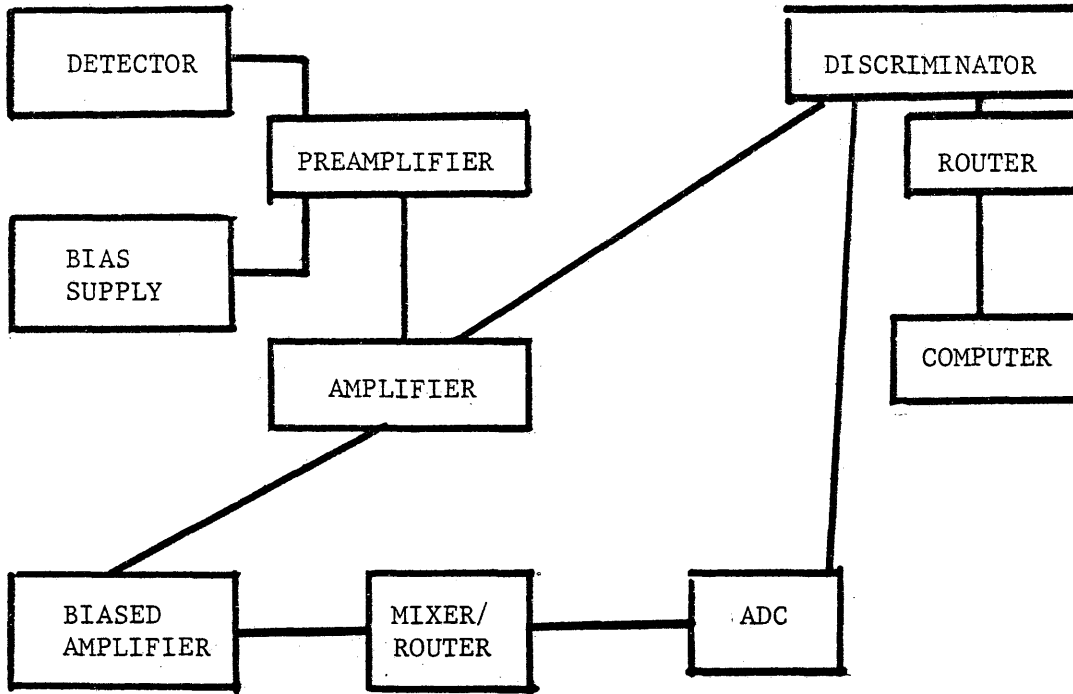 DETECTOR
DISCRIMINATOR
PREAMPLIFIER
ROUTER
BIAS
SUPPLY
COMPUTER
AMPLIFIER
BIASED
AMPLIFIER
MIXER/
ROUTER
ADC